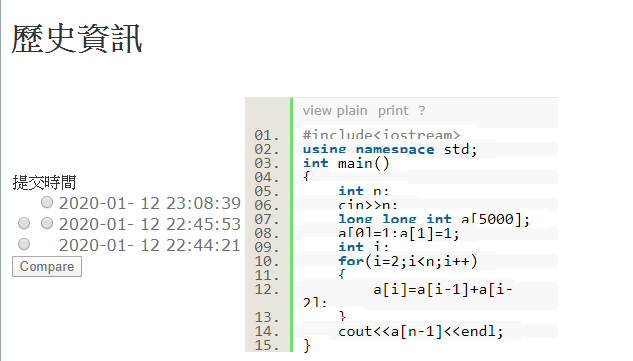 歷史資訊
提交時間
2020-01- 12 23:08:39
2020-01- 12 22:45:53
2020-01- 12 22:44:21
Compare
view plain print ?
01. #include<iostream>
02. using namespace std;
03. int main()
04. {
05. int n;
06. cin>>n;
07. long long int a[5000];
08. a[0]=1;a[1]=1;
09. int i;
10. for(i=2;i<n;i++)
11. {
12. a[i]=a[i-1]+a[i-
2];
13. }
14. cout<<a[n-1]<<endl;
15. }